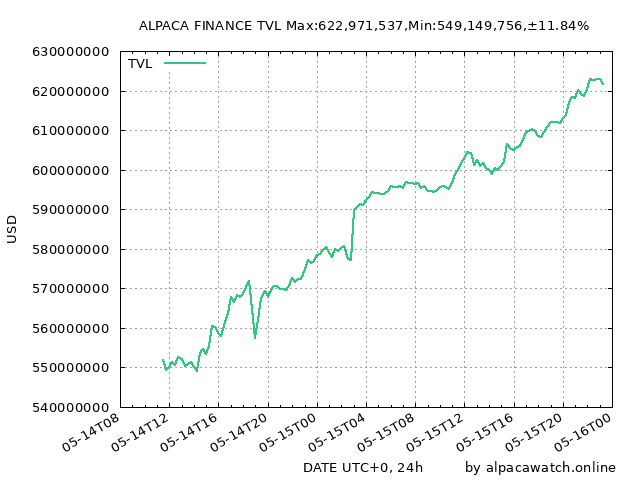 ALPACA FINANCE TVL Max:622,971,537,Min:549,149,756,±11.84%
TVL
630000000
620000000
610000000
600000000
590000000
580000000
570000000
560000000
550000000
540000000
USD
05-14T08
05-14T12
05-14T16
05-14T20
05-15T00
05-15T04
05-15T08
05-15T12
05-15T16
05-15T20
05-16T00
DATE UTC+0, 24h
by alpacawatch.online